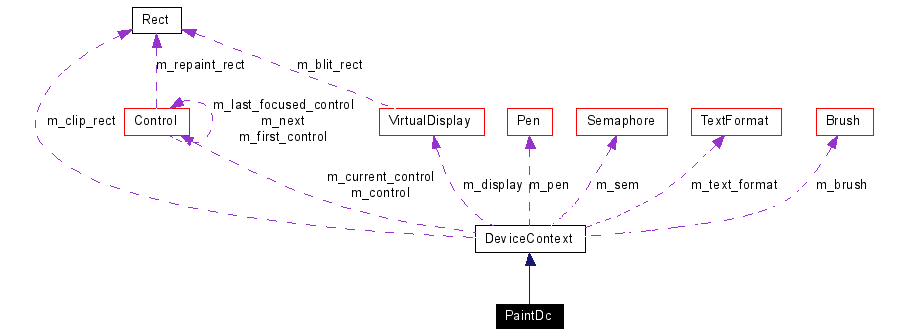 Rect
m_repaint_rect
m_blit_rect
m_last_focused_control
m_next
m_first_control
m_clip_rect
Control
VirtualDisplay
Pen
Semaphore
TextFormat
Brush
m_current_control
m_control
m_display
m_pen
m_sem
m_text_format
m_brush
DeviceContext
PaintDc